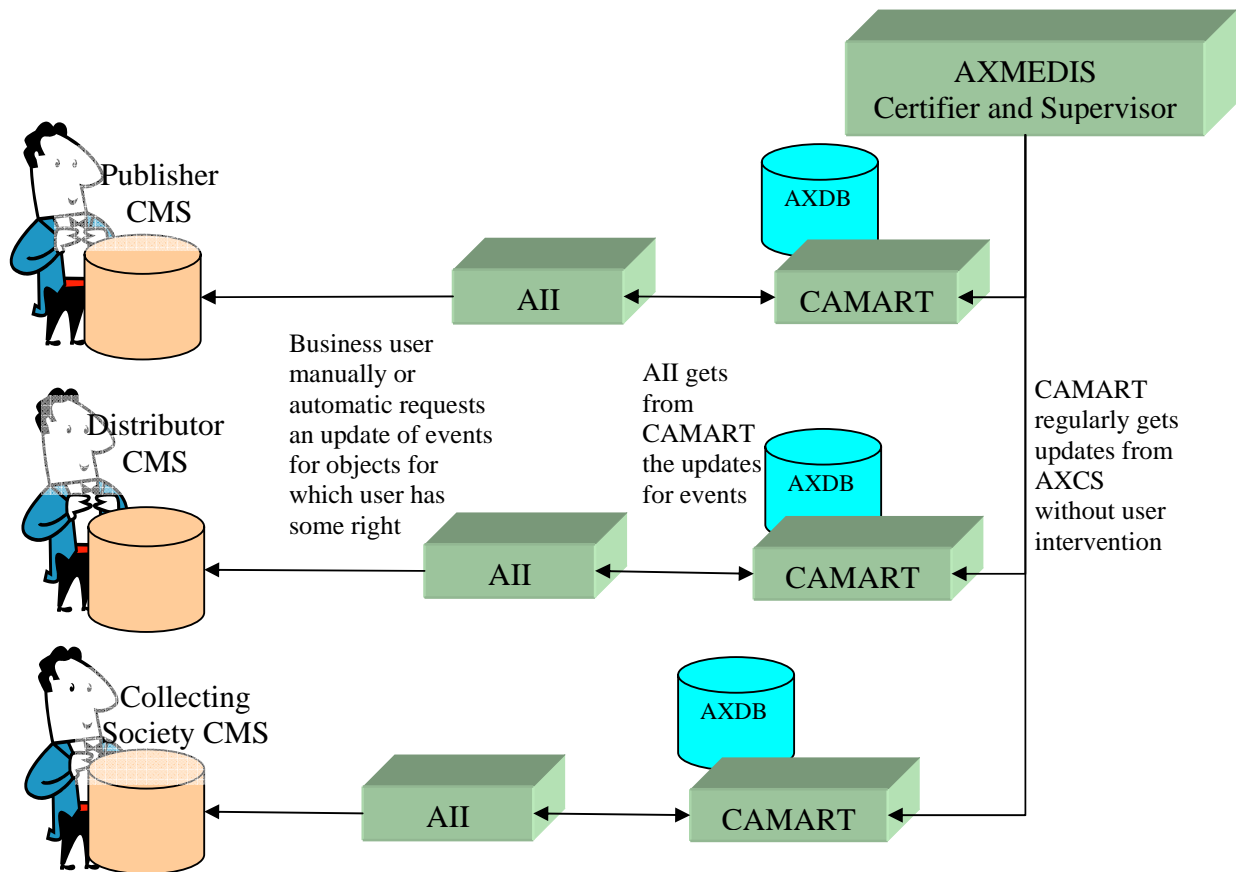 AXMEDIS
Certifier and Supervisor
Publisher
CMS
AXDB
AII
CAMART
Business user
manually or
automatic requests
an update of events
for objects for
which user has
some right
AII gets
from
CAMART
the updates
for events
CAMART
regularly gets
updates from
AXCS
without user
intervention
Distributor
CMS
AXDB
AII
CAMART
Collecting
Society CMS
AXDB
AII
CAMART